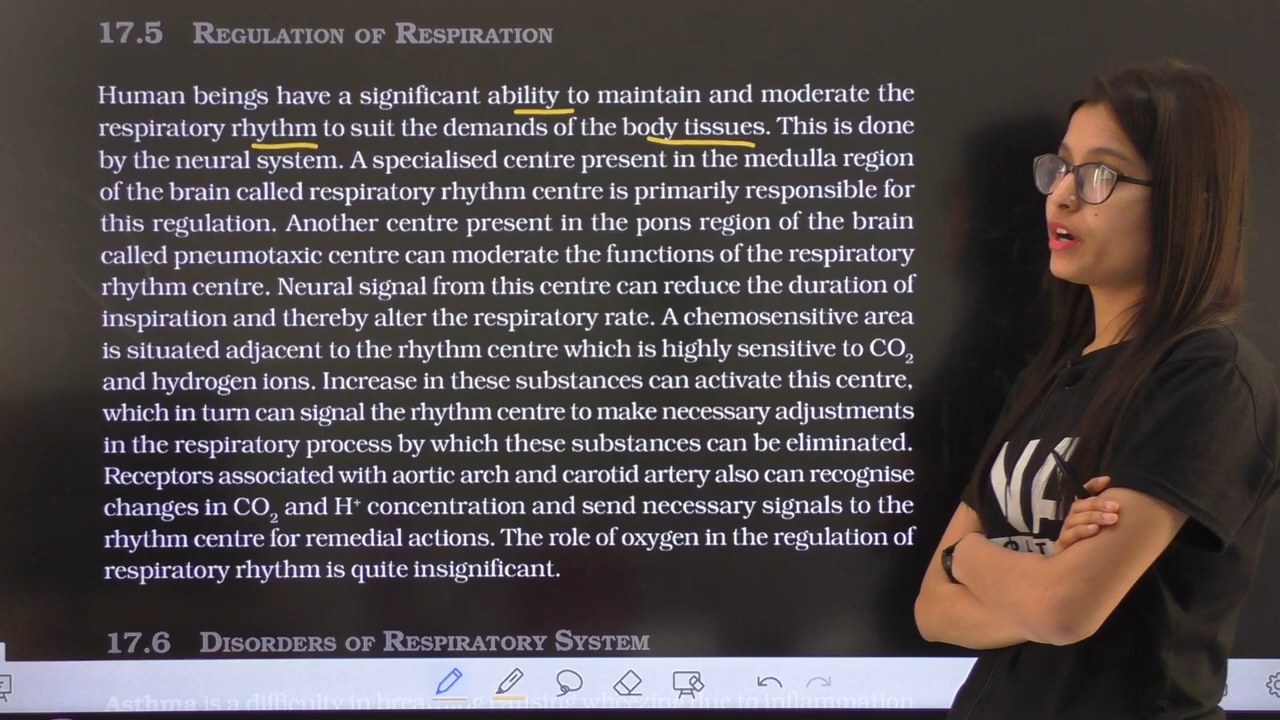 17.5 REGULATION OF RESPIRATION
Human beings have a significant ability to maintain and moderate the
respiratory rhythm to suit the demands of the body tissues. This is done
by the neural system. A specialised centre present in the medulla region
of the brain called respiratory rhythm centre is primarily responsible for
this regulation. Another centre present in the pons region of the brain
called pneumotaxic centre can moderate the functions of the respiratory
rhythm centre. Neural signal from this centre can reduce the duration of
inspiration and thereby alter the respiratory rate. A chemosensitive area
is situated adjacent to the rhythm centre which is highly sensitive to CO₂
and hydrogen ions. Increase in these substances can activate this centre,
which in turn can signal the rhythm centre to make necessary adjustments
in the respiratory process by which these substances can be eliminated.
Receptors associated with aortic arch and carotid artery also can recognise
changes in CO₂ and H⁺ concentration and send necessary signals to the
rhythm centre for remedial actions. The role of oxygen in the regulation of
respiratory rhythm is quite insignificant.
17.6 DISORDERS OF RESPIRATORY SYSTEM
Asthma is a difficulty in causing wheezing due to inflammation